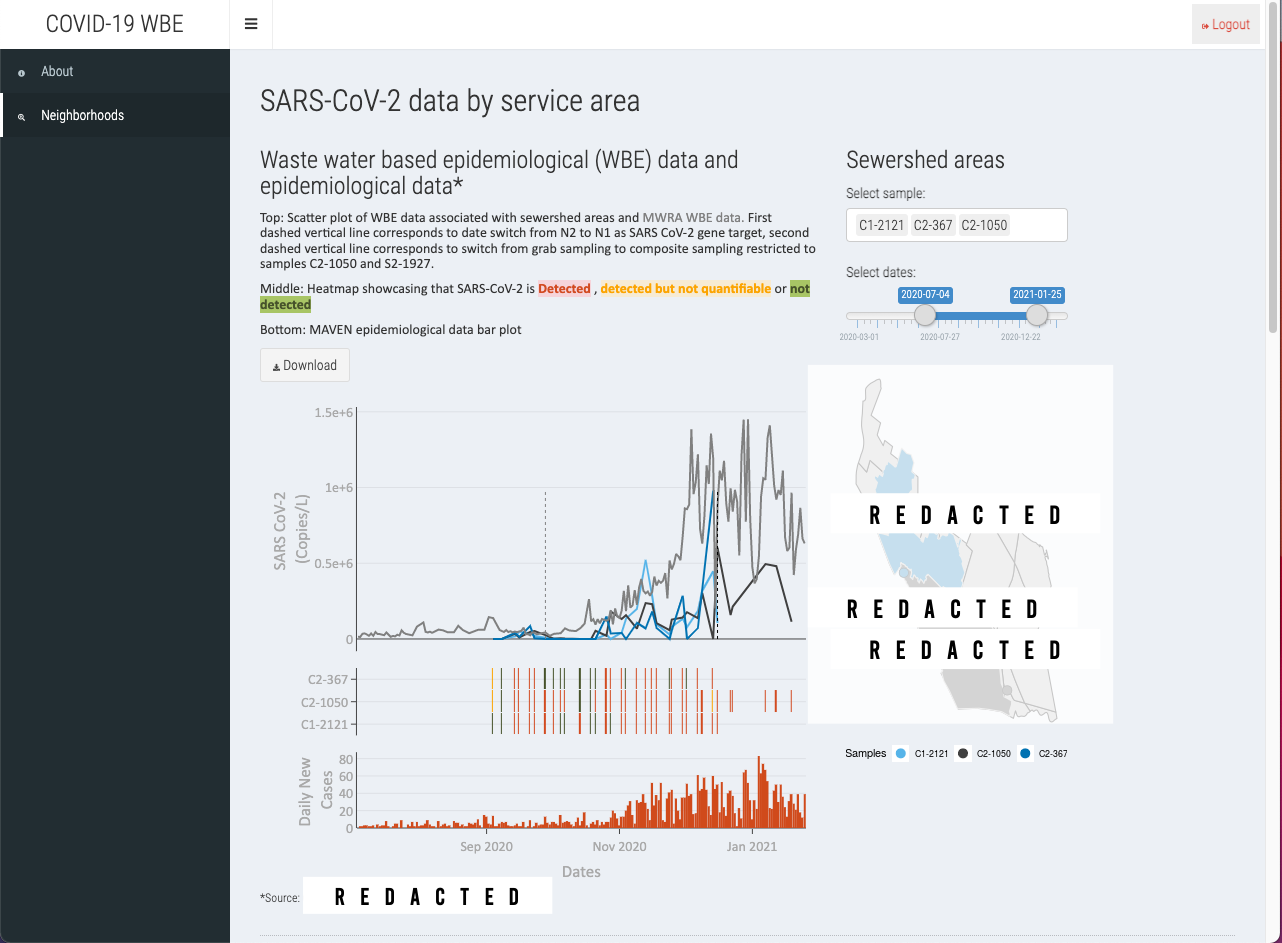 COVID-19 WBE
Logout
About
Neighborhoods
SARS-CoV-2 data by service area
Waste water based epidemiological (WBE) data and
epidemiological data*
Top: Scatter plot of WBE data associated with sewershed areas and MWRA WBE data. First
dashed vertical line corresponds to date switch from N2 to N1 as SARS CoV-2 gene target, second
dashed vertical line corresponds to switch from grab sampling to composite sampling restricted to
samples C2-1050 and S2-1927.
Middle: Heatmap showcasing that SARS-CoV-2 is Detected , detected but not quantifiable or not
detected
Bottom: MAVEN epidemiological data bar plot
Download
1.5e+6
1e+6
0.5e+6
0
SARS CoV-2
(Copies/L)
C2-367
C2-1050
C1-2121
80
60
40
20
0
Daily New
Cases
Sep 2020
Nov 2020
Jan 2021
Dates
*Source: REDACTED
Sewershed areas
Select sample:
C1-2121 C2-367 C2-1050
Select dates:
2020-07-04 2021-01-25
2020-03-01 2020-07-27 2020-12-22
REDACTED
REDACTED
REDACTED
Samples C1-2121 C2-1050 C2-367